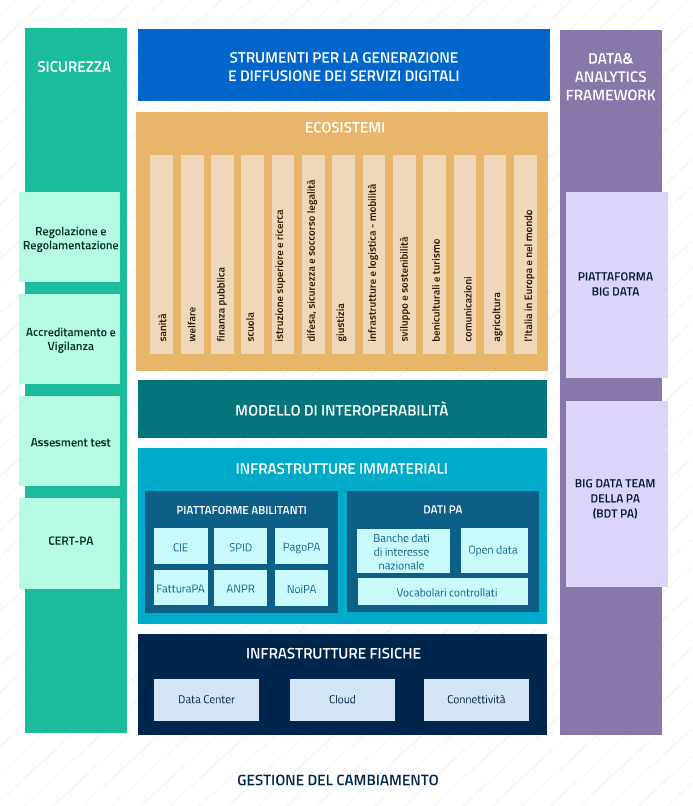 SICUREZZA
Regolazione e
Regolamentazione
Accreditamento e
Vigilanza
Assesment test
CERT-PA
STRUMENTI PER LA GENERAZIONE
E DIFFUSIONE DEI SERVIZI DIGITALI
ECOSISTEMI
sanità
welfare
finanza pubblica
scuola
istruzione superiore e ricerca
difesa, sicurezza e soccorso legalità
giustizia
infrastrutture e logistica - mobilità
sviluppo e sostenibilità
beniculturali e turismo
comunicazioni
agricoltura
l'Italia in Europa e nel mondo
MODELLO DI INTEROPERABILITÀ
INFRASTRUTTURE IMMATERIALI
PIATTAFORME ABILITANTI
CIE
SPID
PagoPA
FatturaPA
ANPR
NoiPA
DATI PA
Banche dati
di interesse
nazionale
Open data
Vocabolari controllati
INFRASTRUTTURE FISICHE
Data Center
Cloud
Connettività
DATA&
ANALYTICS
FRAMEWORK
PIATTAFORMA
BIG DATA
BIG DATA TEAM
DELLA PA
(BDT PA)
GESTIONE DEL CAMBIAMENTO